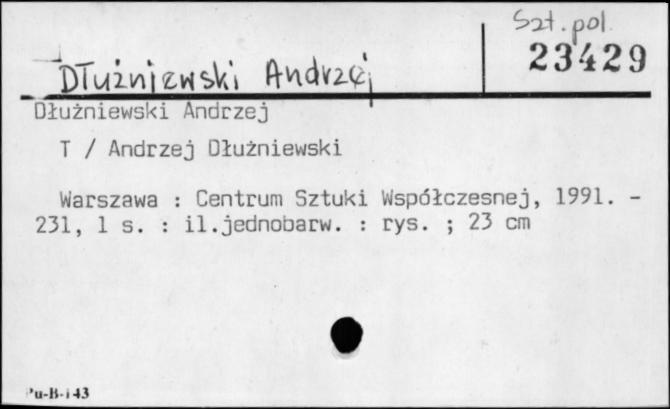 Szt. pol.
23429
Dłużniewski Andrzej
Dłużniewski Andrzej
T / Andrzej Dłużniewski
Warszawa : Centrum Sztuki Współczesnej, 1991. -
231, 1 s. : il.jednobarw. : rys. ; 23 cm
Pu-B-143